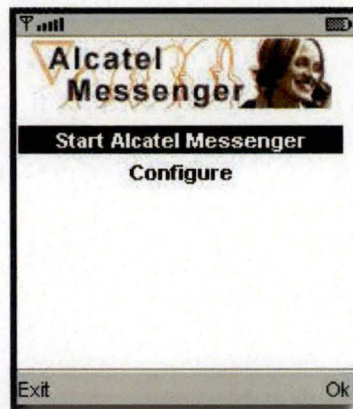 Alcatel
Messenger
Start Alcatel Messenger
Configure
Exit Ok